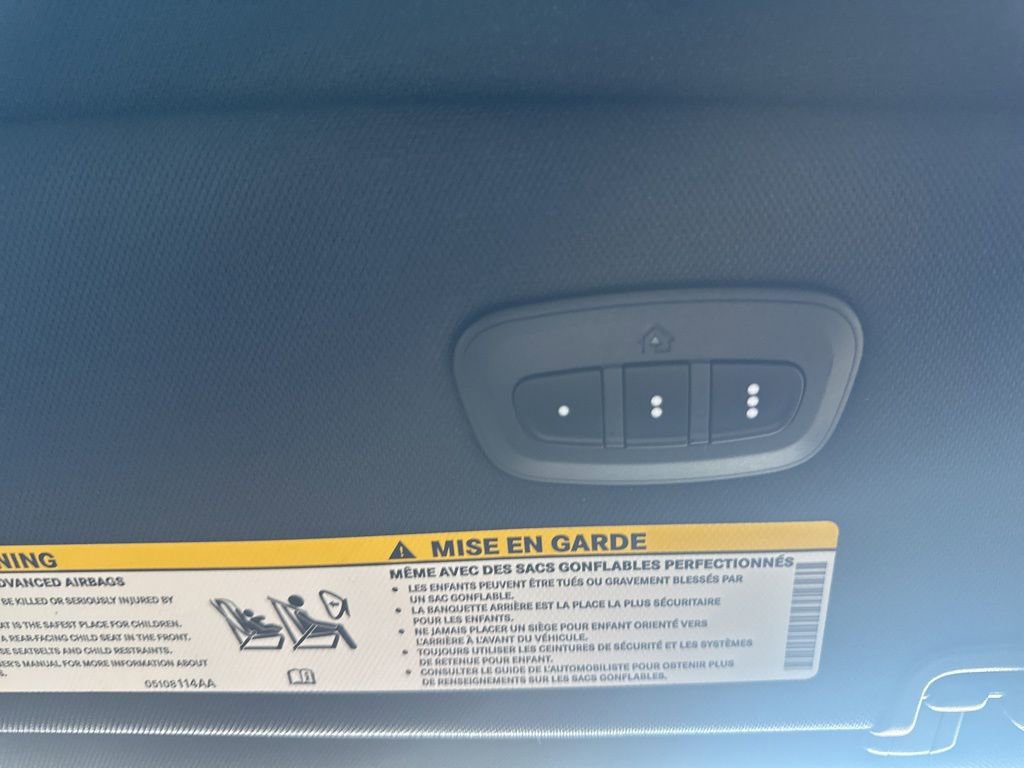 NING
DVANCED AIRBAGS
BE KILLED OR SERIOUSLY INJURED BY
AT IS THE SAFEST PLACE FOR CHILDREN.
A REAR-FACING CHILD SEAT IN THE FRONT.
SE SEATBELTS AND CHILD RESTRAINTS.
NER'S MANUAL FOR MORE INFORMATION ABOUT
S.
05108114AA
MISE EN GARDE
MÊME AVEC DES SACS GONFLABLES PERFECTIONNÉS
• LES ENFANTS PEUVENT ÊTRE TUÉS OU GRAVEMENT BLESSÉS PAR
UN SAC GONFLABLE.
• LA BANQUETTE ARRIÈRE EST LA PLACE LA PLUS SÉCURITAIRE
POUR LES ENFANTS.
• NE JAMAIS PLACER UN SIÈGE POUR ENFANT ORIENTÉ VERS
L'ARRIÈRE À L'AVANT DU VÉHICULE.
• TOUJOURS UTILISER LES CEINTURES DE SÉCURITÉ ET LES SYSTÈMES
DE RETENUE POUR ENFANT.
• CONSULTER LE GUIDE DE L'AUTOMOBILISTE POUR OBTENIR PLUS
DE RENSEIGNEMENTS SUR LES SACS GONFLABLES.